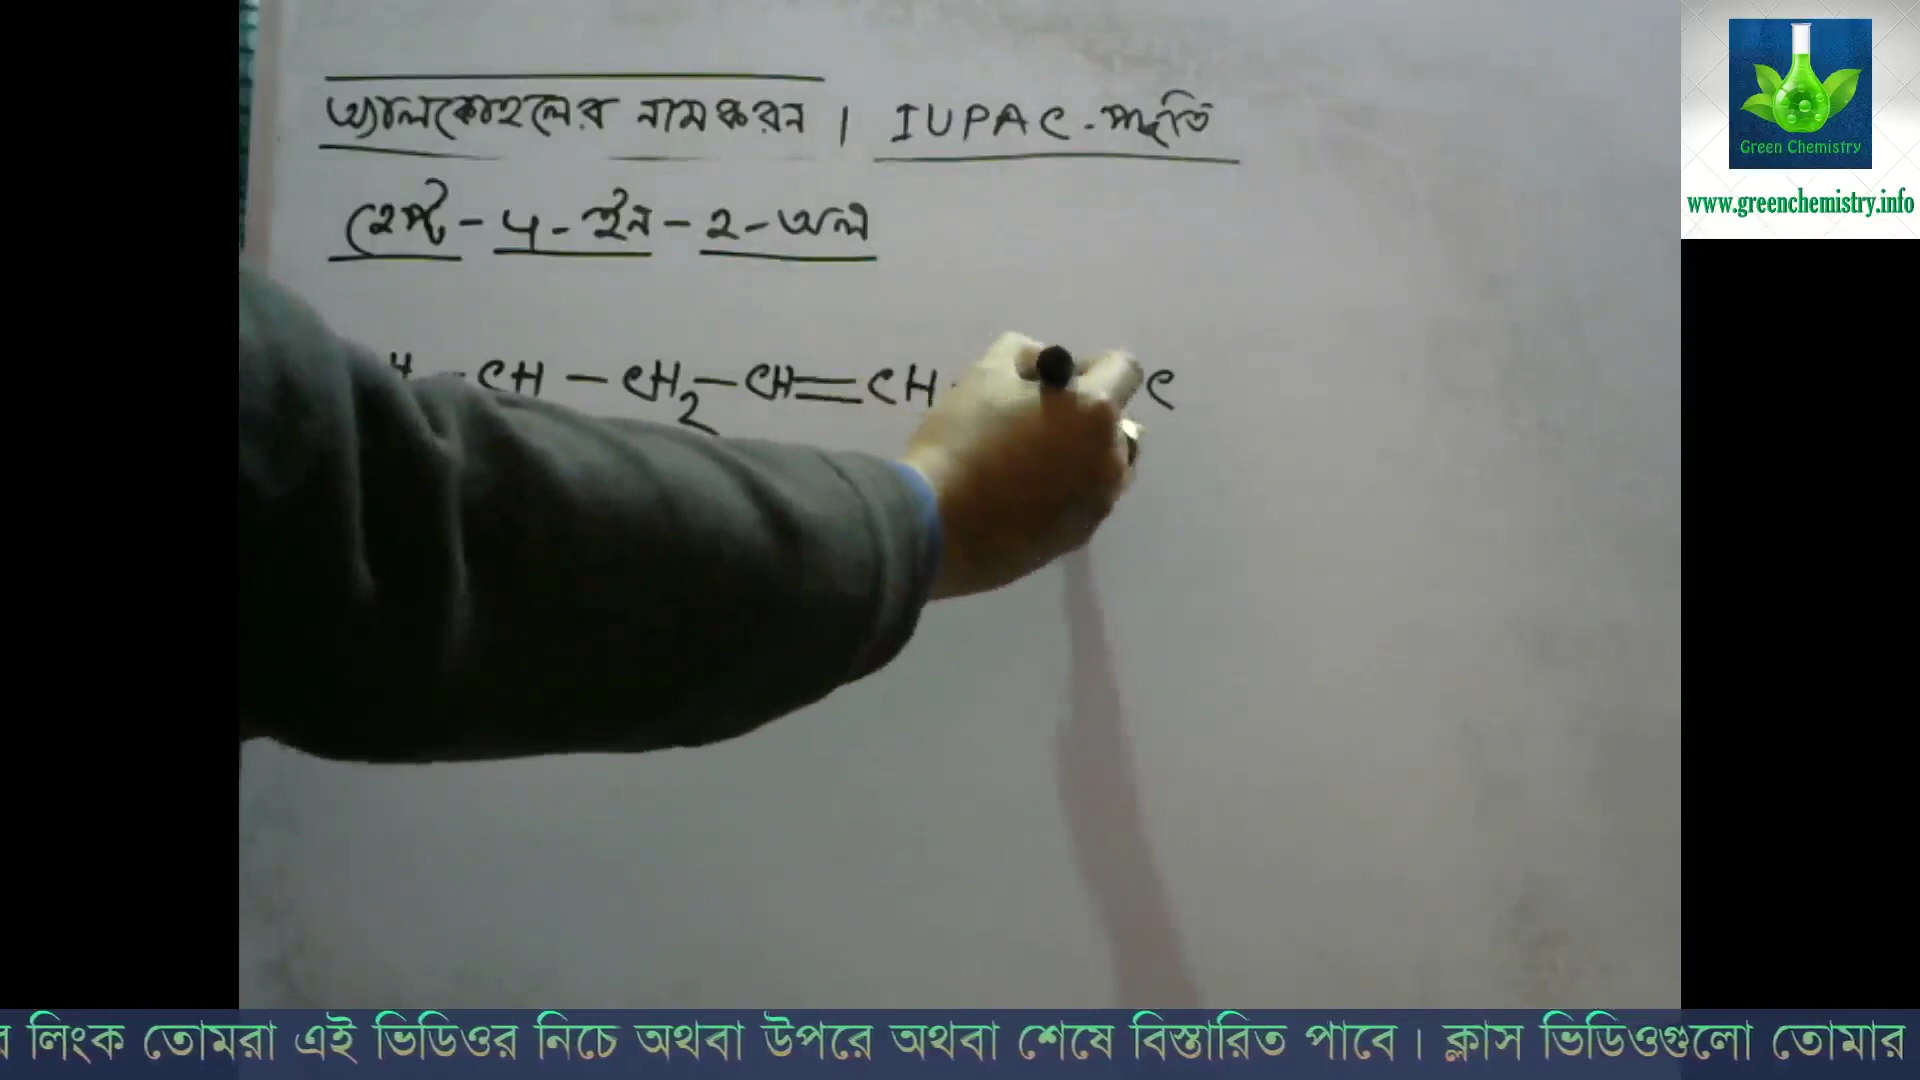 অ্যালকোহলের নামকরন । IUPAC-পদ্ধতি
হেপ্ট-4-ইন-2-অল
CH - CH2 - CH = CH
C
Green Chemistry
www.greenchemistry.info
লিংক তোমরা এই ভিডিওর নিচে অথবা উপরে অথবা শেষে বিস্তারিত পাবে। ক্লাস ভিডিওগুলো তোমার